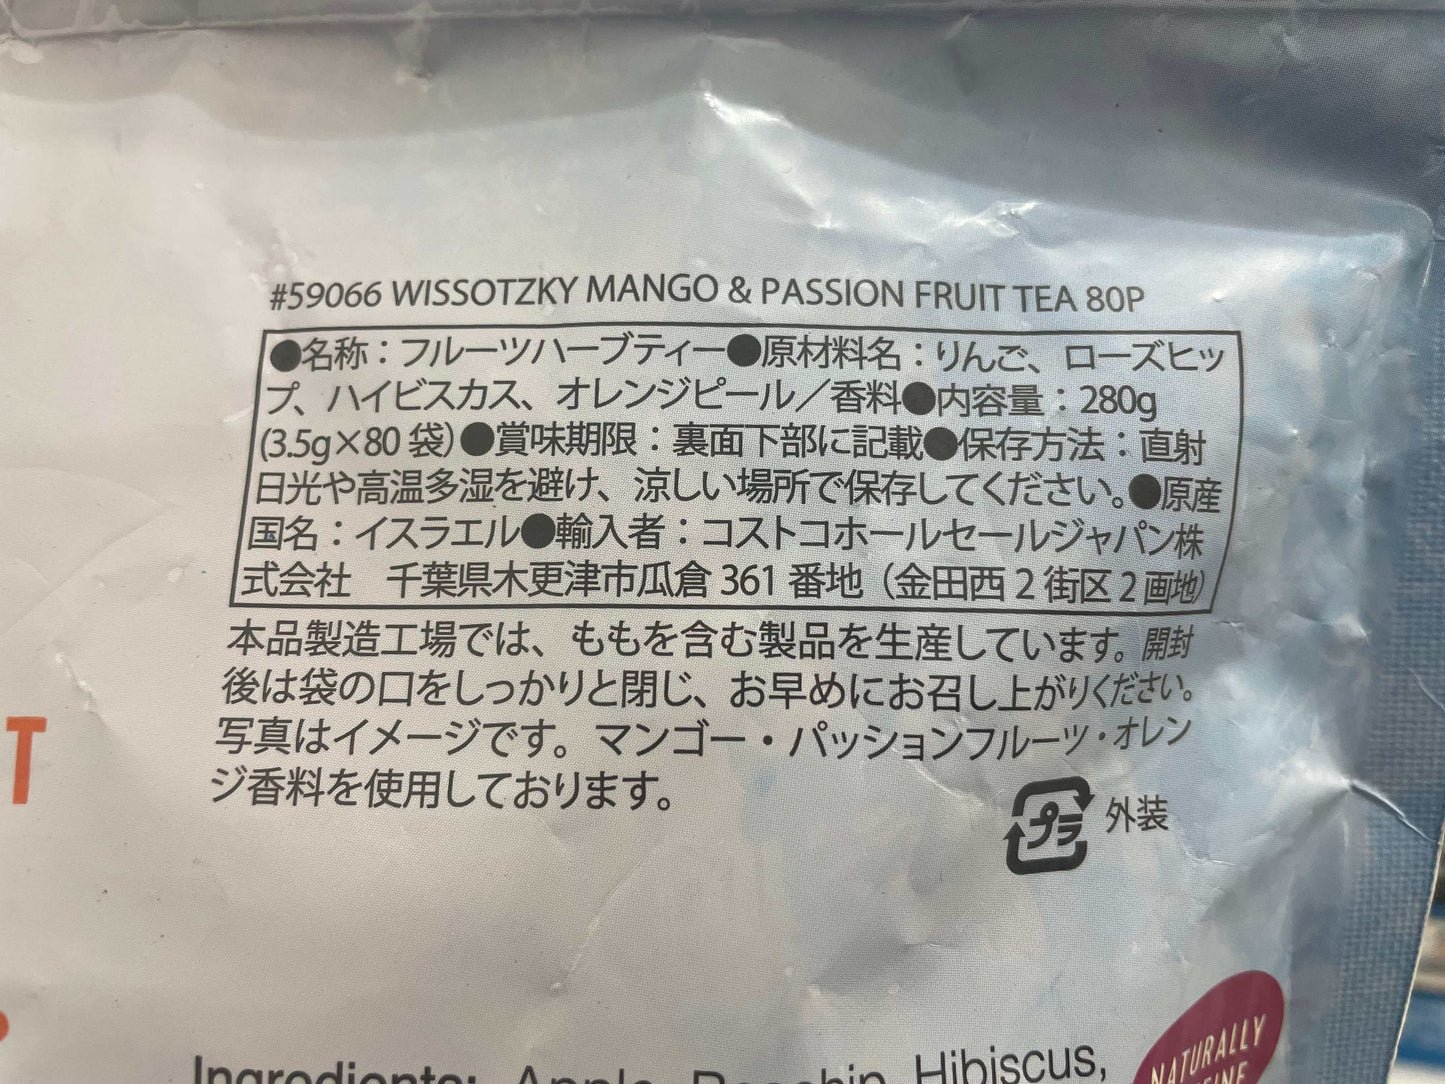 #59066 WISSOTZKY MANGO & PASSION FRUIT TEA 80P
●名称：フルーツハーブティー●原材料名：りんご、ローズヒッ
プ、ハイビスカス、オレンジピール／香料●内容量：280g
(3.5g×80 袋)●賞味期限：裏面下部に記載●保存方法：直射
日光や高温多湿を避け、涼しい場所で保存してください。●原産
国名：イスラエル●輸入者：コストコホールセールジャパン株
式会社　千葉県木更津市瓜倉 361 番地（金田西 2 街区 2 画地）
本品製造工場では、ももを含む製品を生産しています。開封
後は袋の口をしっかりと閉じ、お早めにお召し上がりください。
写真はイメージです。マンゴー・パッションフルーツ・オレン
ジ香料を使用しております。
T
プラ 外装
Ingredients: Apple, Rosehip, Hibiscus,
NATURALLY